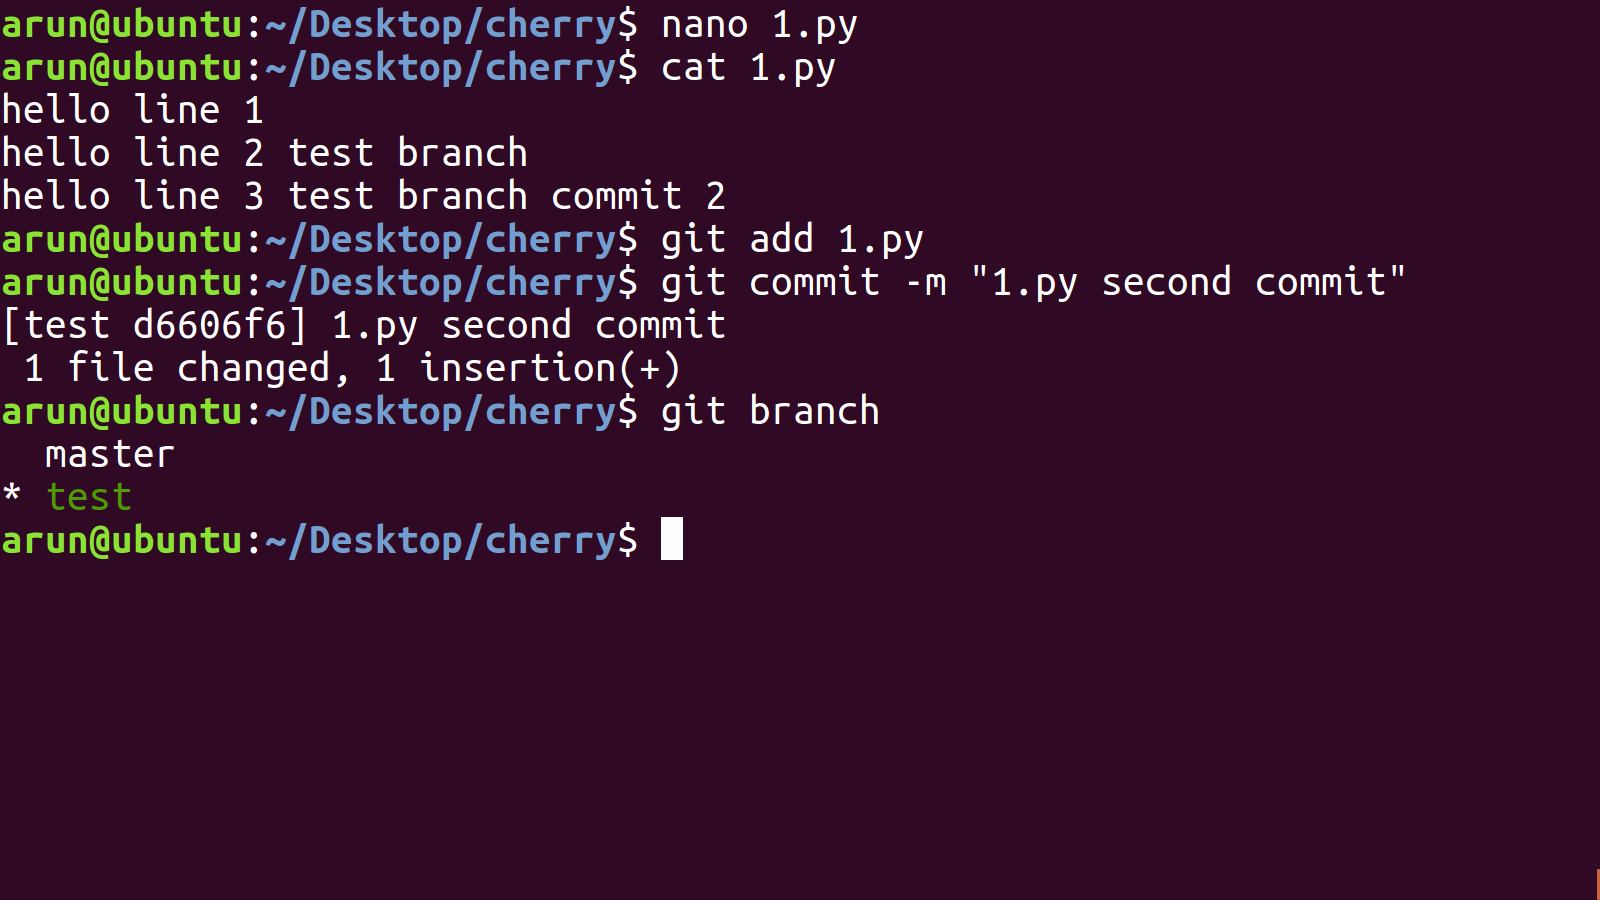 arun@ubuntu:~/Desktop/cherry$ nano 1.py
arun@ubuntu:~/Desktop/cherry$ cat 1.py
hello line 1
hello line 2 test branch
hello line 3 test branch commit 2
arun@ubuntu:~/Desktop/cherry$ git add 1.py
arun@ubuntu:~/Desktop/cherry$ git commit -m "1.py second commit"
[test d6606f6] 1.py second commit
 1 file changed, 1 insertion(+)
arun@ubuntu:~/Desktop/cherry$ git branch
  master
* test
arun@ubuntu:~/Desktop/cherry$